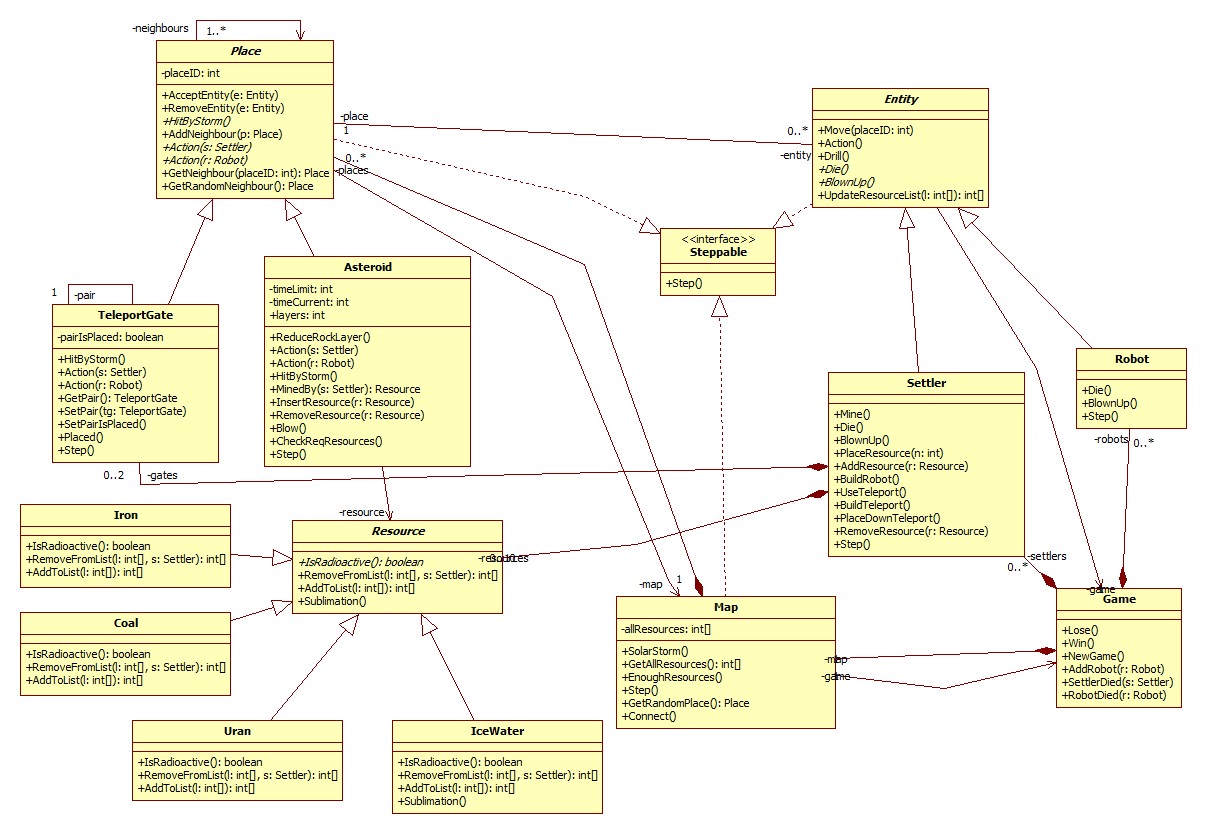 -neighbours
1..*
Place
-placeID: int
+AcceptEntity(e: Entity)
+RemoveEntity(e: Entity)
+HitByStorm()
+AddNeighbour(p: Place)
+Action(s: Settler)
+Action(r: Robot)
+GetNeighbour(placeID: int): Place
+GetRandomNeighbour(): Place
-place
1
0..*
-places
0..*
-entity
Entity
+Move(placeID: int)
+Action()
+Drill()
+Die()
+BlownUp()
+UpdateResourceList(l: int[]): int[]
<<interface>>
Steppable
+Step()
1
-pair
TeleportGate
-pairIsPlaced: boolean
+HitByStorm()
+Action(s: Settler)
+Action(r: Robot)
+GetPair(): TeleportGate
+SetPair(tg: TeleportGate)
+SetPairIsPlaced()
+Placed()
+Step()
0..2
-gates
Asteroid
-timeLimit: int
-timeCurrent: int
+layers: int
+ReduceRockLayer()
+Action(s: Settler)
+Action(r: Robot)
+HitByStorm()
+MinedBy(s: Settler): Resource
+InsertResource(r: Resource)
+RemoveResource(r: Resource)
+Blow()
+CheckReqResources()
+Step()
-resource
Settler
+Mine()
+Die()
+BlownUp()
+PlaceResource(n: int)
+AddResource(r: Resource)
+BuildRobot()
+UseTeleport()
+BuildTeleport()
+PlaceDownTeleport()
+RemoveResource(r: Resource)
+Step()
-settlers
0..*
Robot
+Die()
+BlownUp()
+Step()
-robots
0..*
Iron
+IsRadioactive(): boolean
+RemoveFromList(l: int[], s: Settler): int[]
+AddToList(l: int[]): int[]
Resource
+IsRadioactive(): boolean
+RemoveFromList(l: int[], s: Settler): int[]
+AddToList(l: int[]): int[]
+Sublimation()
-resources
Coal
+IsRadioactive(): boolean
+RemoveFromList(l: int[], s: Settler): int[]
+AddToList(l: int[]): int[]
Uran
+IsRadioactive(): boolean
+RemoveFromList(l: int[], s: Settler): int[]
+AddToList(l: int[]): int[]
IceWater
+IsRadioactive(): boolean
+RemoveFromList(l: int[], s: Settler): int[]
+AddToList(l: int[]): int[]
+Sublimation()
-map
1
Map
-allResources: int[]
+SolarStorm()
+GetAllResources(): int[]
+EnoughResources()
+Step()
+GetRandomPlace(): Place
+Connect()
-map
-game
-game
Game
+Lose()
+Win()
+NewGame()
+AddRobot(r: Robot)
+SettlerDied(s: Settler)
+RobotDied(r: Robot)